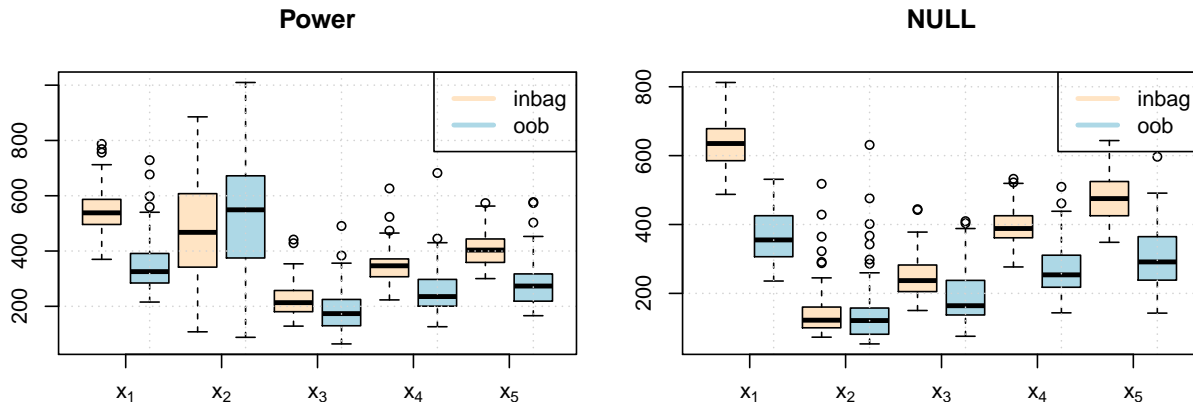 Power
800
600
400
200
inbag
oob
x₁ x₂ x₃ x₄ x₅
NULL
800
600
400
200
inbag
oob
x₁ x₂ x₃ x₄ x₅